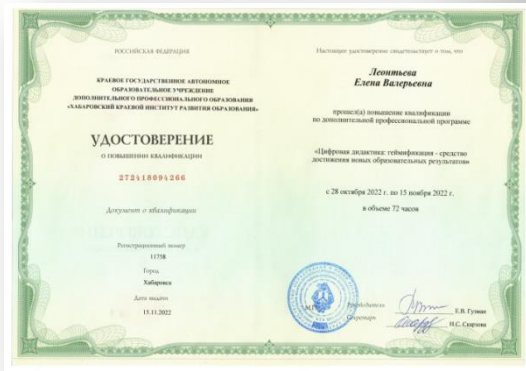 РОССИЙСКАЯ ФЕДЕРАЦИЯ
КРАЕВОЕ ГОСУДАРСТВЕННОЕ АВТОНОМНОЕ
ОБРАЗОВАТЕЛЬНОЕ УЧРЕЖДЕНИЕ
ДОПОЛНИТЕЛЬНОГО ПРОФЕССИОНАЛЬНОГО ОБРАЗОВАНИЯ
«ХАБАРОВСКИЙ КРАЕВОЙ ИНСТИТУТ РАЗВИТИЯ ОБРАЗОВАНИЯ»
УДОСТОВЕРЕНИЕ
О ПОВЫШЕНИИ КВАЛИФИКАЦИИ
272418094266
Документ о квалификации
Регистрационный номер
11758
Город
Хабаровск
Дата выдачи
15.11.2022
Настоящее удостоверение свидетельствует о том, что
Леонтьева
Елена Валерьевна
прошел(а) повышение квалификации
по дополнительной профессиональной программе
«Цифровая дидактика: геймификация - средство
достижения новых образовательных результатов»
с 28 октября 2022 г. по 15 ноября 2022 г.
в объеме 72 часов
М.П.
Руководитель
Е.В. Гузман
Секретарь